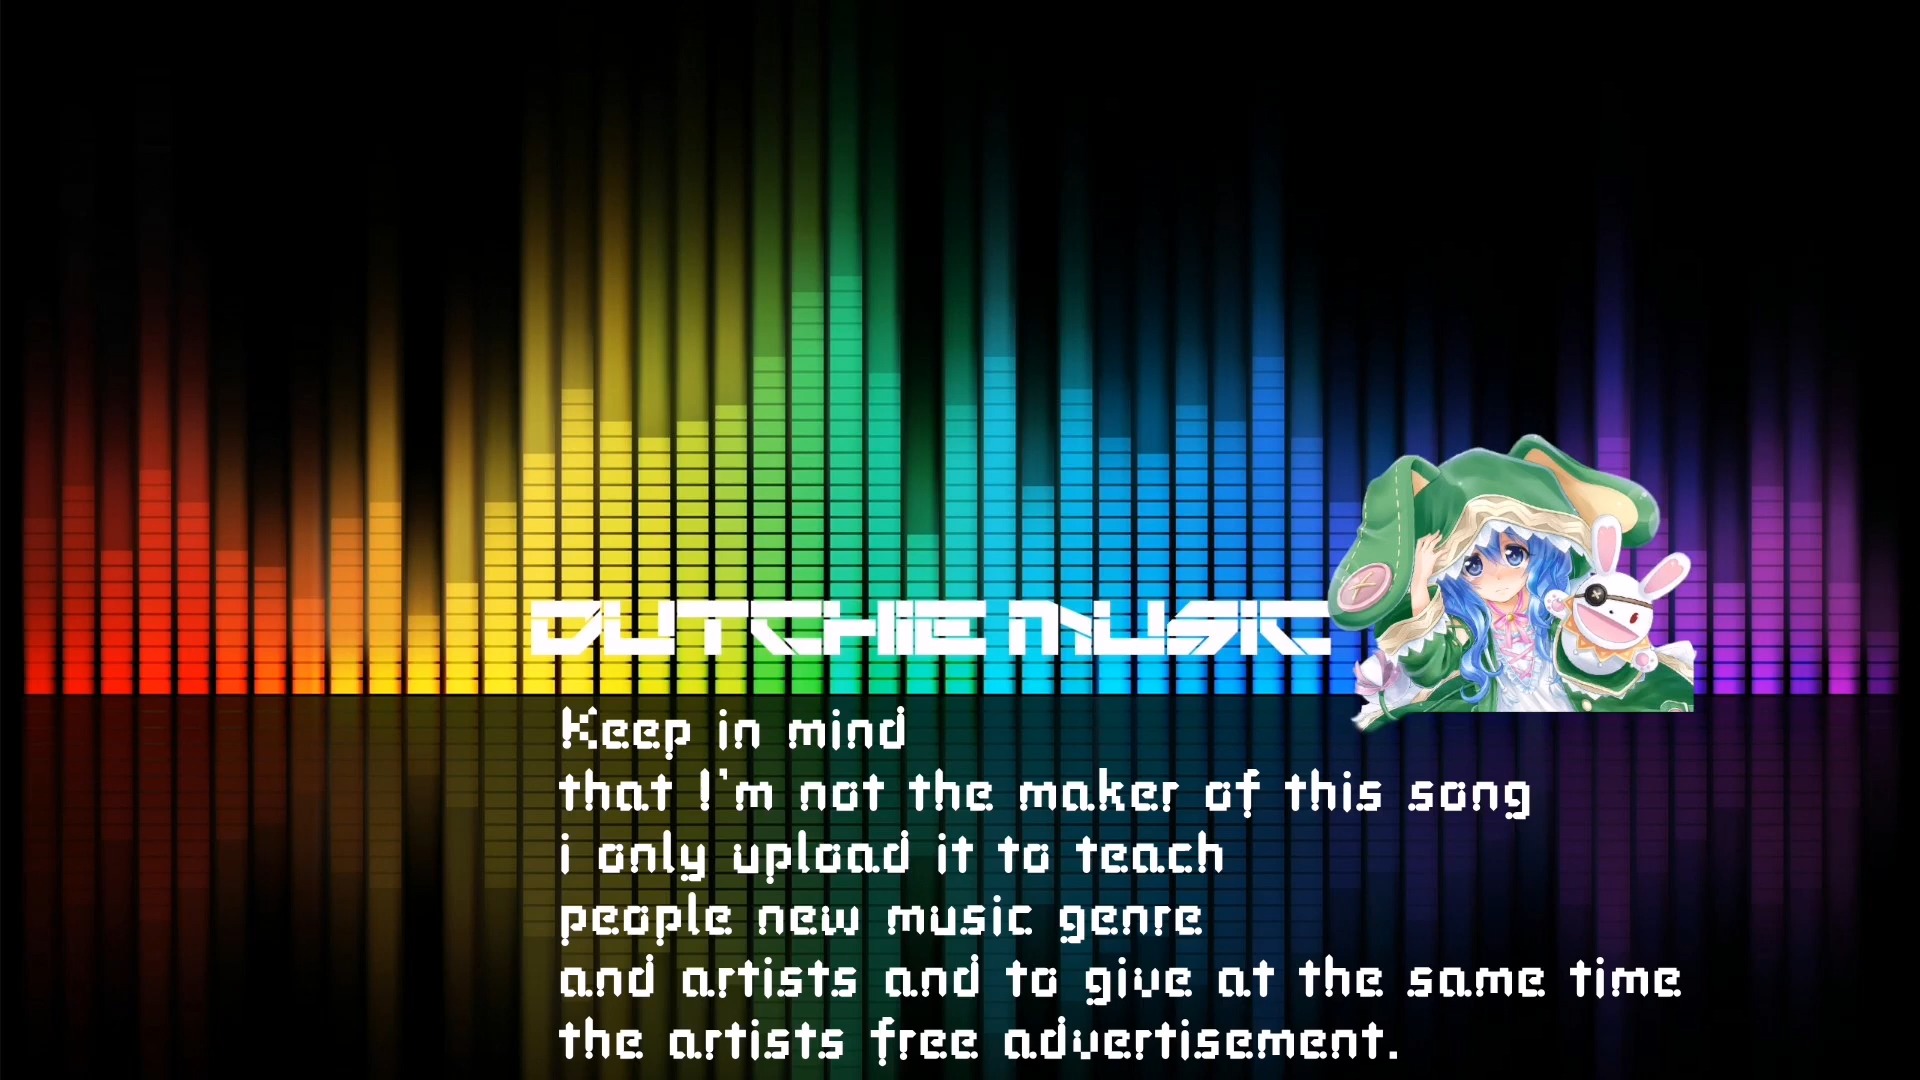 DUTCHIE MUSIC
Keep in mind
that I'm not the maker of this song
i only upload it to teach
people new music genre
and artists and to give at the same time
the artists free advertisement.